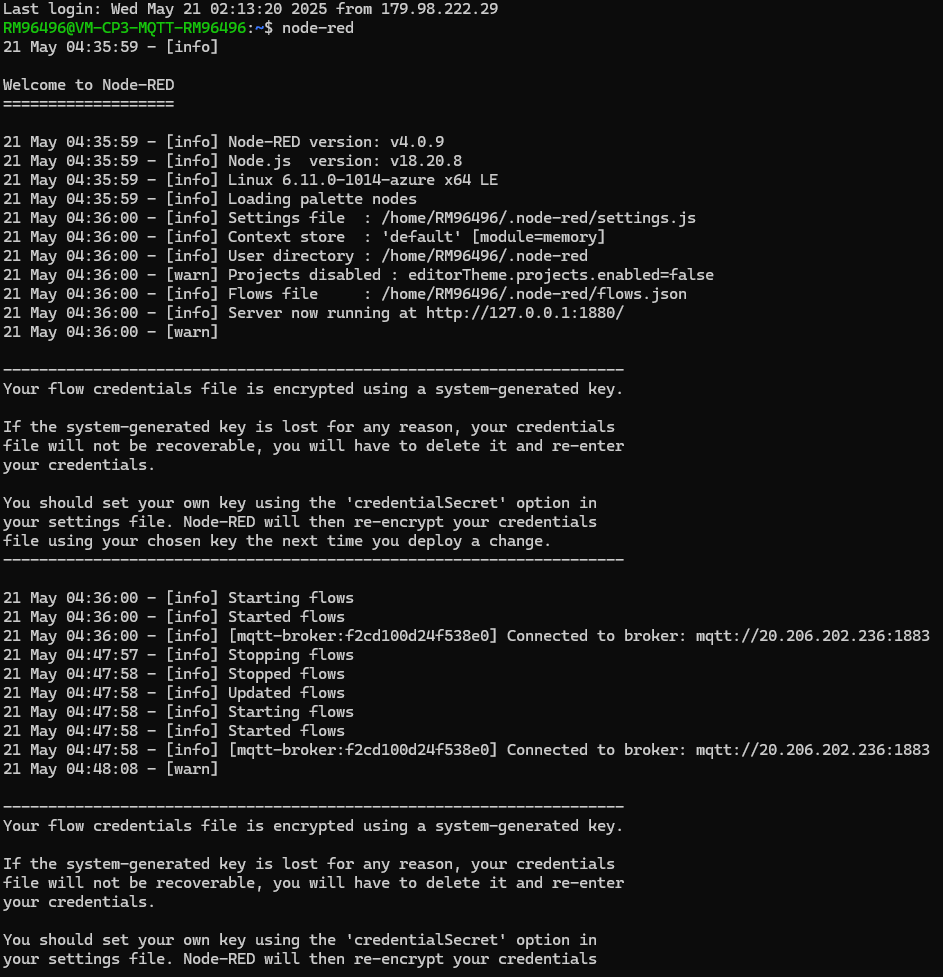 Last login: Wed May 21 02:13:20 2025 from 179.98.222.29
RM96496@VM-CP3-MQTT-RM96496:~$ node-red
21 May 04:35:59 - [info]
Welcome to Node-RED
===================
21 May 04:35:59 - [info] Node-RED version: v4.0.9
21 May 04:35:59 - [info] Node.js  version: v18.20.8
21 May 04:35:59 - [info] Linux 6.11.0-1014-azure x64 LE
21 May 04:35:59 - [info] Loading palette nodes
21 May 04:36:00 - [info] Settings file  : /home/RM96496/.node-red/settings.js
21 May 04:36:00 - [info] Context store  : 'default' [module=memory]
21 May 04:36:00 - [info] User directory : /home/RM96496/.node-red
21 May 04:36:00 - [warn] Projects disabled : editorTheme.projects.enabled=false
21 May 04:36:00 - [info] Flows file     : /home/RM96496/.node-red/flows.json
21 May 04:36:00 - [info] Server now running at http://127.0.0.1:1880/
21 May 04:36:00 - [warn]
---------------------------------------------------------------------
Your flow credentials file is encrypted using a system-generated key.
If the system-generated key is lost for any reason, your credentials
file will not be recoverable, you will have to delete it and re-enter
your credentials.
You should set your own key using the 'credentialSecret' option in
your settings file. Node-RED will then re-encrypt your credentials
file using your chosen key the next time you deploy a change.
---------------------------------------------------------------------
21 May 04:36:00 - [info] Starting flows
21 May 04:36:00 - [info] Started flows
21 May 04:36:00 - [info] [mqtt-broker:f2cd100d24f538e0] Connected to broker: mqtt://20.206.202.236:1883
21 May 04:47:57 - [info] Stopping flows
21 May 04:47:58 - [info] Stopped flows
21 May 04:47:58 - [info] Updated flows
21 May 04:47:58 - [info] Starting flows
21 May 04:47:58 - [info] Started flows
21 May 04:47:58 - [info] [mqtt-broker:f2cd100d24f538e0] Connected to broker: mqtt://20.206.202.236:1883
21 May 04:48:08 - [warn]
---------------------------------------------------------------------
Your flow credentials file is encrypted using a system-generated key.
If the system-generated key is lost for any reason, your credentials
file will not be recoverable, you will have to delete it and re-enter
your credentials.
You should set your own key using the 'credentialSecret' option in
your settings file. Node-RED will then re-encrypt your credentials